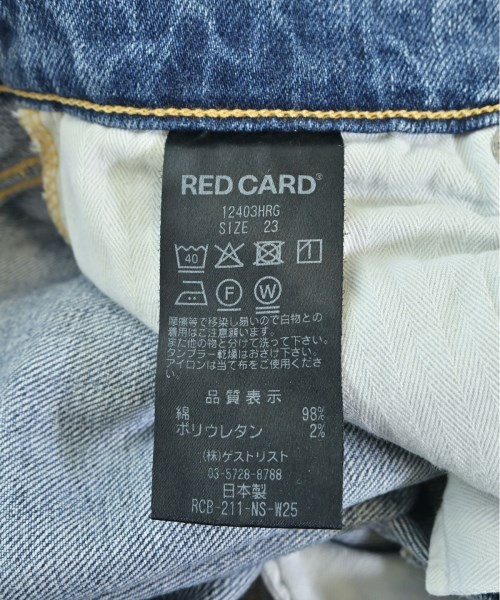 RED CARD®
12403HRG
SIZE 23
40
1
F W
摩擦等で移染し易いので白物との
着用はご注意願います。
また他の物と分けて洗って下さい。
タンブラー乾燥はおさけ下さい。
アイロンは当て布をご使用くださ
い。
品質表示
綿 98%
ポリウレタン 2%
(株)ゲストリスト
03-5728-8788
日本製
RCB-211-NS-W25